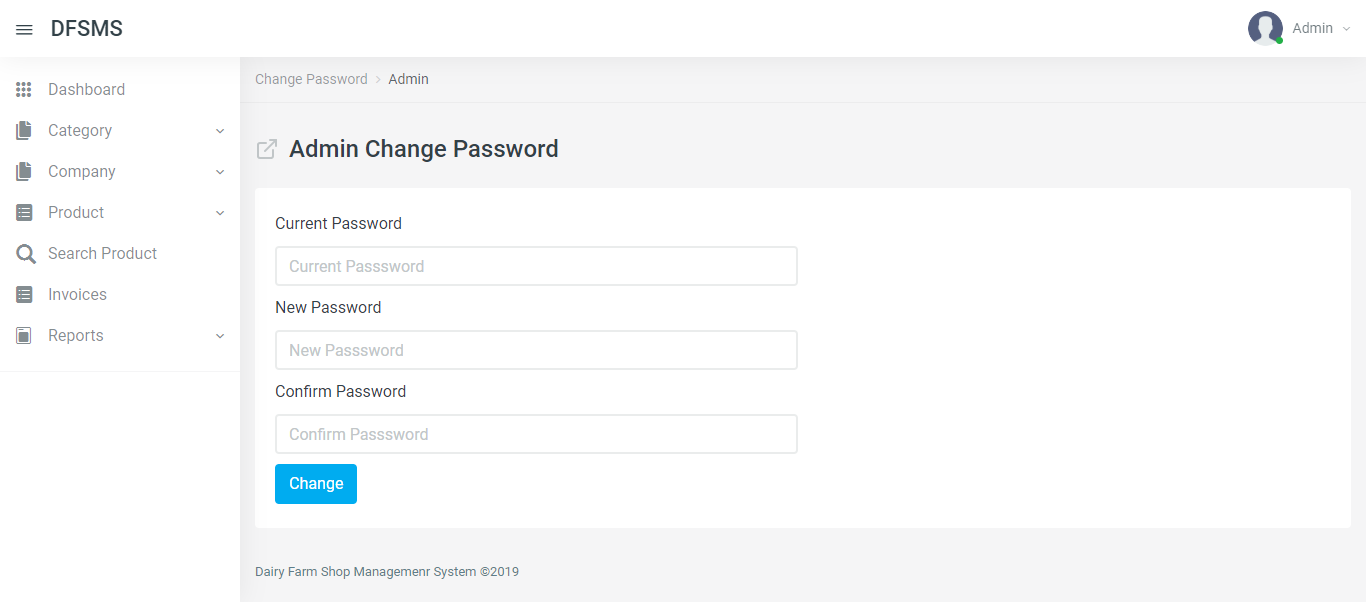 DFSMS
Admin
Dashboard
Category
Company
Product
Search Product
Invoices
Reports
Change Password > Admin
Admin Change Password
Current Password
Current Passsword
New Password
New Passsword
Confirm Password
Confirm Passsword
Change
Dairy Farm Shop Managemenr System ©2019